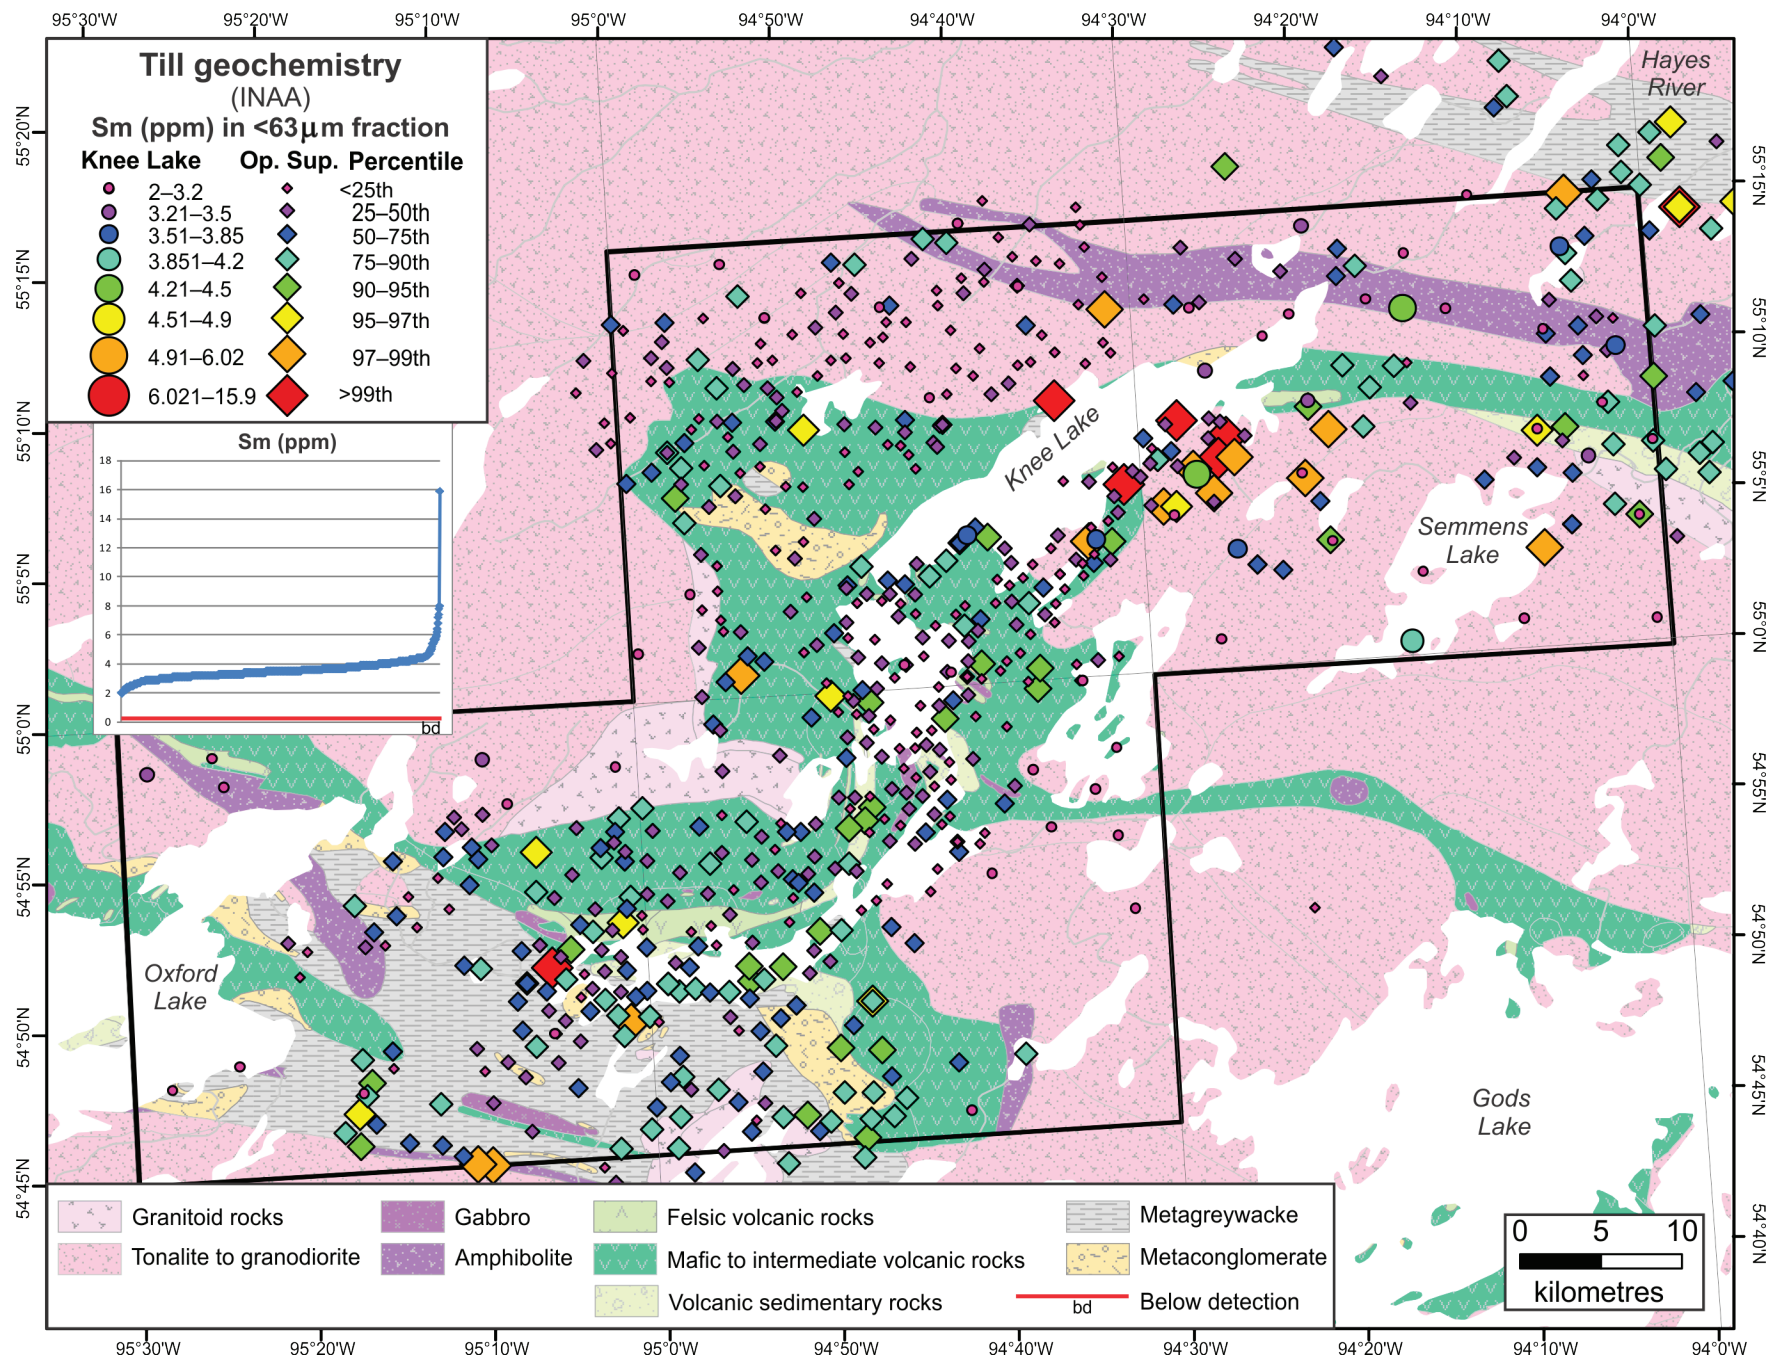 95°30'W 95°20'W 95°10'W 95°0'W 94°50'W 94°40'W 94°30'W 94°20'W 94°10'W 94°0'W
Till geochemistry
(INAA)
Sm (ppm) in <63µm fraction
Knee Lake Op. Sup. Percentile
2–3.2 <25th
3.21–3.5 25–50th
3.51–3.85 50–75th
3.851–4.2 75–90th
4.21–4.5 90–95th
4.51–4.9 95–97th
4.91–6.02 97–99th
6.021–15.9 >99th
Sm (ppm)
18
16
14
12
10
8
6
4
2
0
bd
Hayes
River
Knee Lake
Semmens
Lake
Oxford
Lake
Gods
Lake
55°20'N
55°15'N
55°10'N
55°5'N
55°0'N
54°55'N
54°50'N
54°45'N
55°15'N
55°10'N
55°5'N
55°0'N
54°55'N
54°50'N
54°45'N
54°40'N
Granitoid rocks
Tonalite to granodiorite
Gabbro
Amphibolite
Felsic volcanic rocks
Mafic to intermediate volcanic rocks
Volcanic sedimentary rocks
Metagreywacke
Metaconglomerate
bd Below detection
0 5 10
kilometres
95°30'W 95°20'W 95°10'W 95°0'W 94°50'W 94°40'W 94°30'W 94°20'W 94°10'W 94°0'W